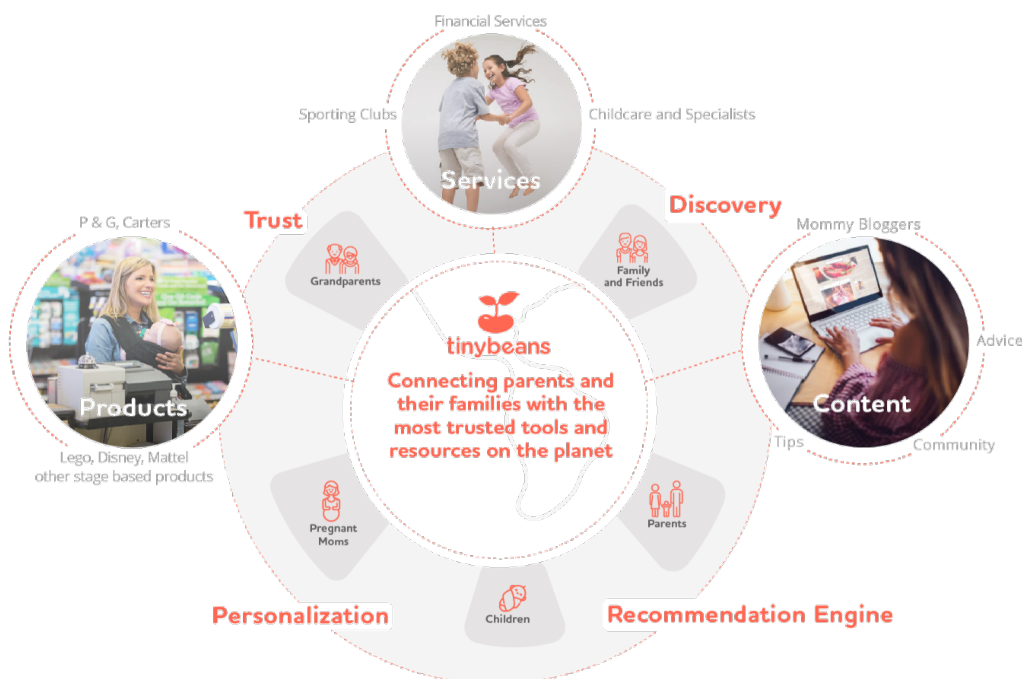 Financial Services
Sporting Clubs
Childcare and Specialists
Services
Trust
Discovery
P & G, Carters
Mommy Bloggers
Grandparents
Family
and Friends
tinybeans
Advice
Connecting parents and
their families with the
most trusted tools and
resources on the planet
Products
Content
Tips
Community
Lego, Disney, Mattel
other stage based products
Pregnant
Moms
Parents
Children
Personalization
Recommendation Engine